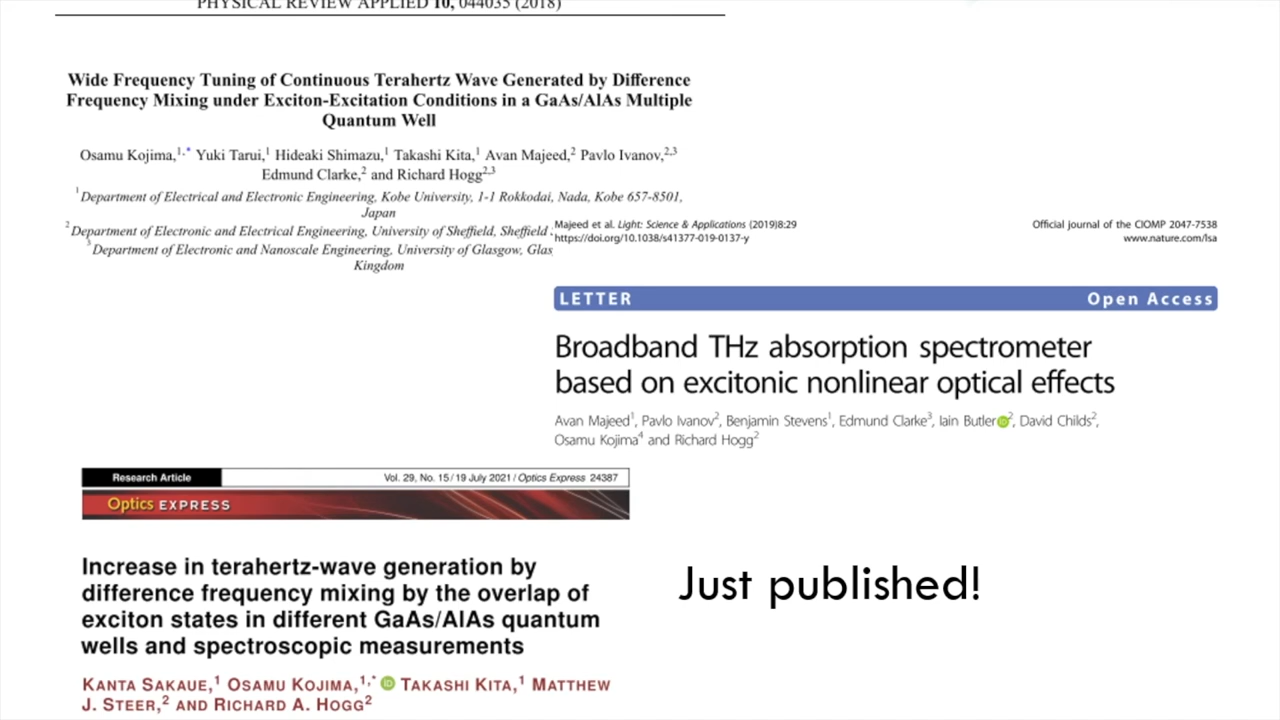 PHYSICAL REVIEW APPLIED 10, 044035 (2018)
Wide Frequency Tuning of Continuous Terahertz Wave Generated by Difference
Frequency Mixing under Exciton-Excitation Conditions in a GaAs/AlAs Multiple
Quantum Well
Osamu Kojima,1,* Yuki Tarui,1 Hideaki Shimazu,1 Takashi Kita,1 Avan Majeed,2 Pavlo Ivanov,2,3
Edmund Clarke,2 and Richard Hogg2,3
1Department of Electrical and Electronic Engineering, Kobe University, 1-1 Rokkodai, Nada, Kobe 657-8501,
Japan
2Department of Electronic and Electrical Engineering, University of Sheffield, Sheffield
3Department of Electronic and Nanoscale Engineering, University of Glasgow, Glas
Kingdom
Majeed et al. Light: Science & Applications (2019)8:29
https://doi.org/10.1038/s41377-019-0137-y
Official journal of the CIOMP 2047-7538
www.nature.com/lsa
LETTER
Open Access
Broadband THz absorption spectrometer
based on excitonic nonlinear optical effects
Avan Majeed1, Pavlo Ivanov2, Benjamin Stevens1, Edmund Clarke3, Iain Butler2, David Childs2,
Osamu Kojima4 and Richard Hogg2
Research Article
Vol. 29, No. 15 / 19 July 2021 / Optics Express 24387
Optics EXPRESS
Increase in terahertz-wave generation by
difference frequency mixing by the overlap of
exciton states in different GaAs/AlAs quantum
wells and spectroscopic measurements
KANTA SAKAUE,1 OSAMU KOJIMA,1,* TAKASHI KITA,1 MATTHEW
J. STEER,2 AND RICHARD A. HOGG2
Just published!